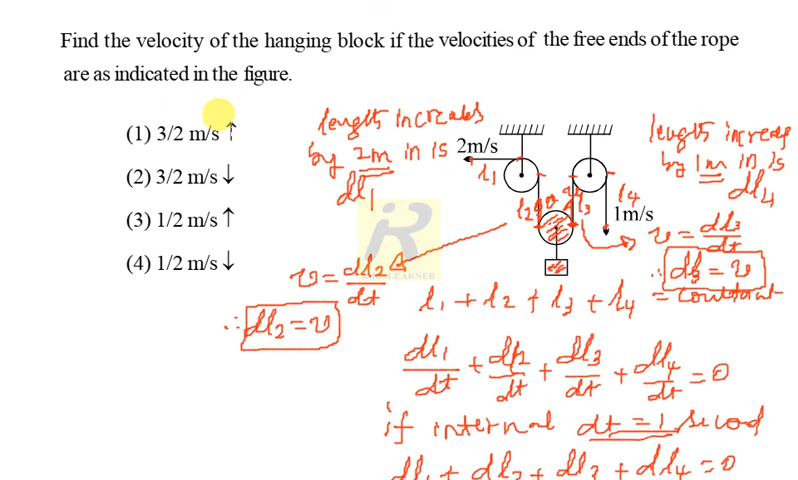 Find the velocity of the hanging block if the velocities of the free ends of the rope
are as indicated in the figure.
(1) 3/2 m/s ↑
(2) 3/2 m/s ↓
(3) 1/2 m/s ↑
(4) 1/2 m/s ↓
length increases
by 2m in 1s
dl1
2m/s
l1
l2
l3
l4
1m/s
length increases
by 1m in 1s
dl4
v = dl3/dt
∴ dl3 = v
v = dl2/dt
∴ dl2 = v
LEARNER
l1 + l2 + l3 + l4 = constant
dl1/dt + dl2/dt + dl3/dt + dl4/dt = 0
if internal dt = 1 second
dl1 + dl2 + dl3 + dl4 = 0